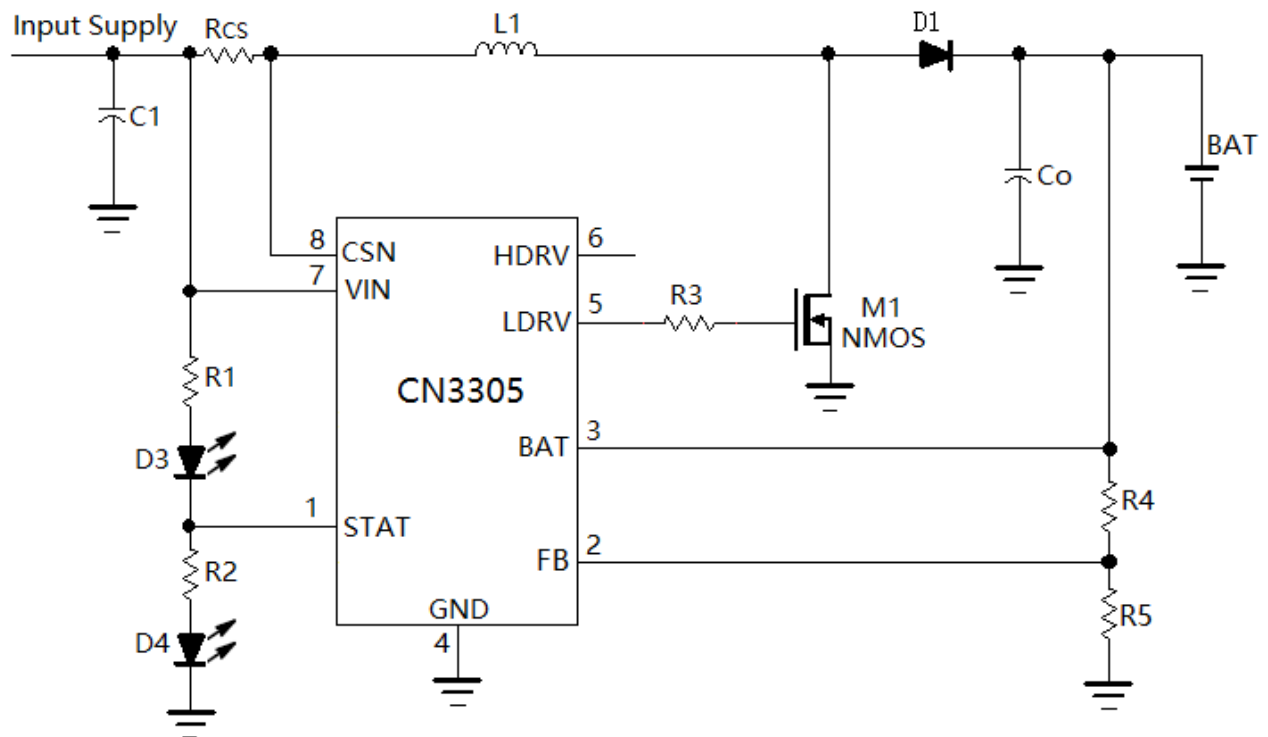 Input Supply
RCS
L1
D1
C1
Co
BAT
8
CSN
HDRV
6
7
VIN
LDRV
5
R3
M1
NMOS
R1
CN3305
D3
BAT
3
R4
1
STAT
FB
2
R2
R5
GND
4
D4